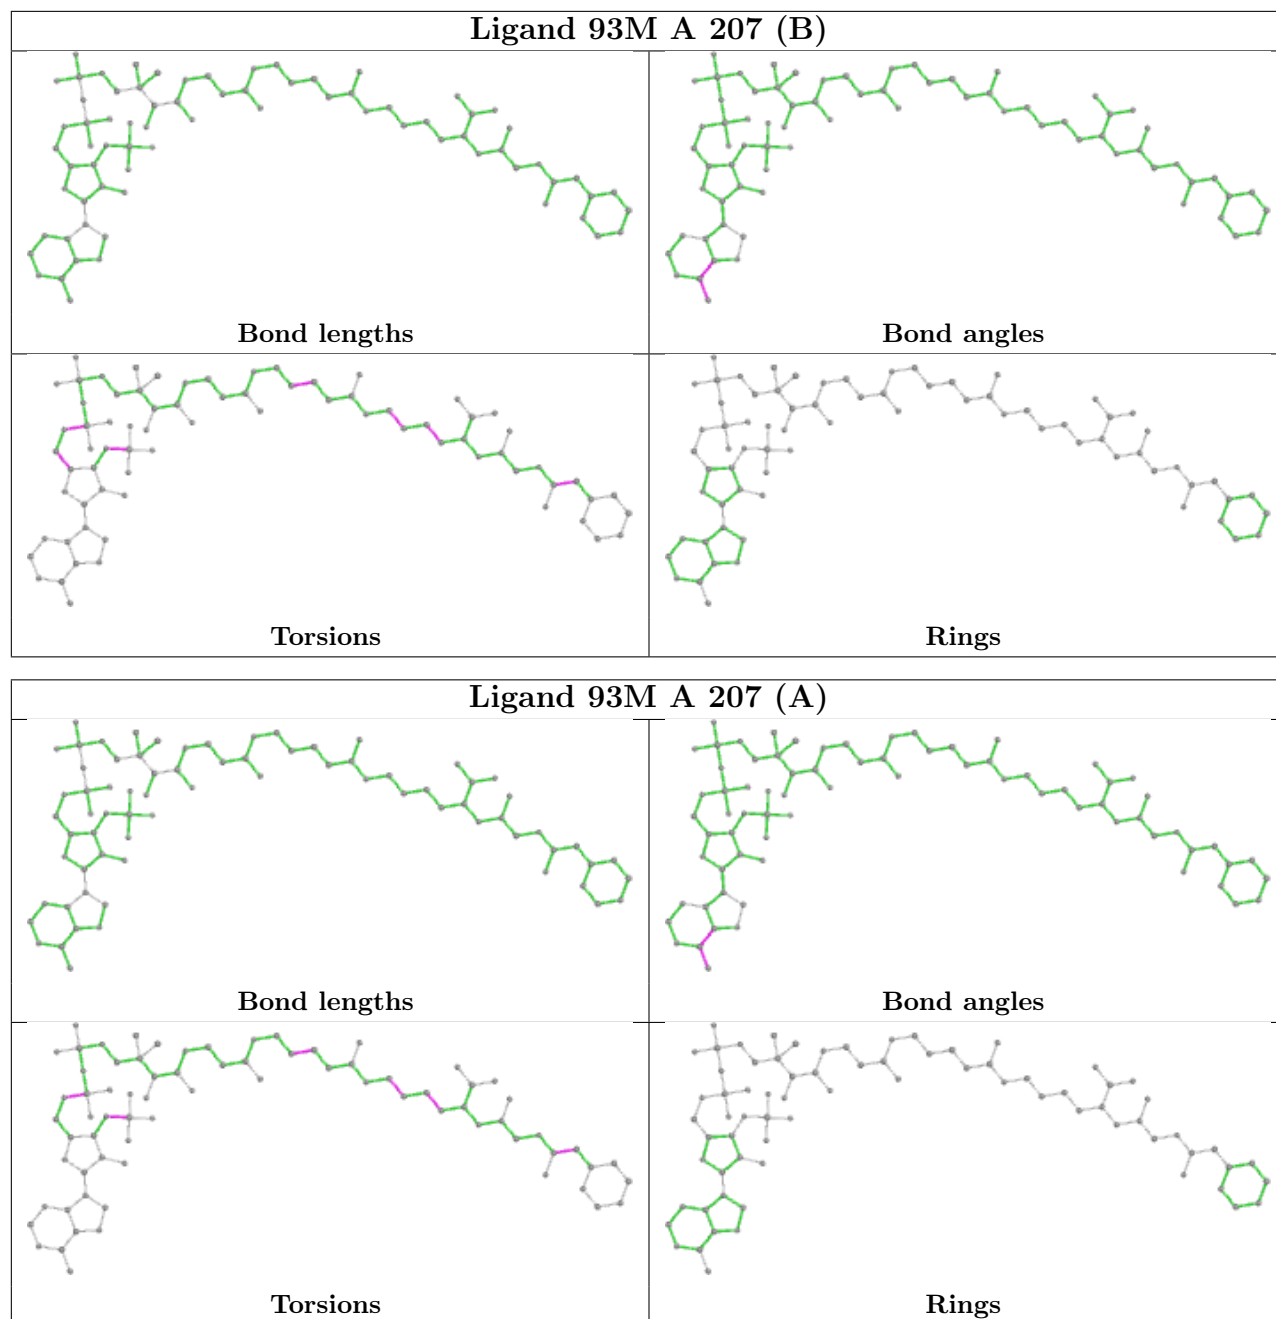 Ligand 93M A 207 (B)
Bond lengths
Bond angles
Torsions
Rings
Ligand 93M A 207 (A)
Bond lengths
Bond angles
Torsions
Rings